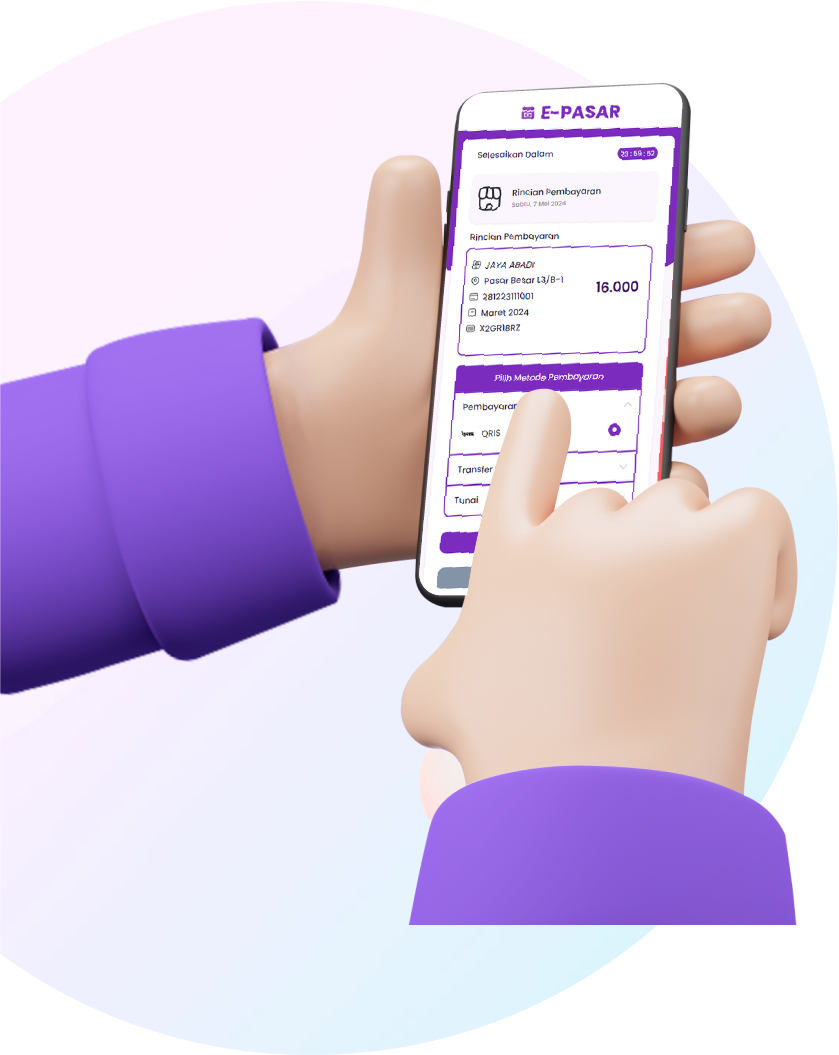 E-PASAR
Selesaikan Dalam
23 : 59 : 52
Rincian Pembayaran
Sabtu, 7 Mei 2024
Rincian Pembayaran
JAYA ABADI
Pasar Besar L3/B-1
16.000
281223111001
Maret 2024
X2GR18RZ
Pilih Metode Pembayaran
Pembayaran
QRIS
Transfer
Tunai